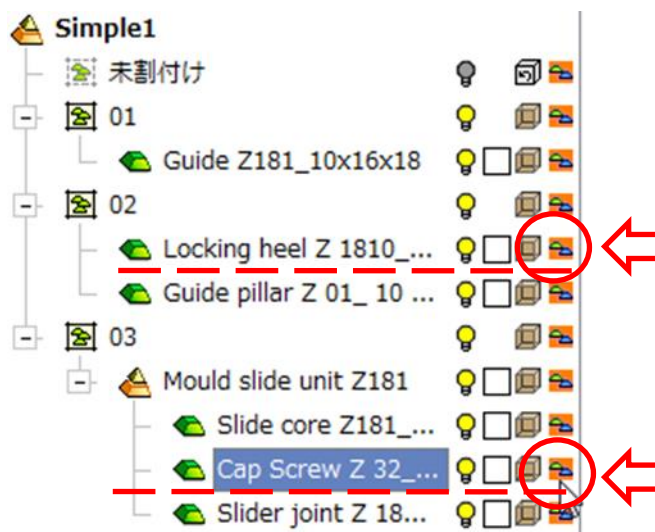 Simple1
未割付け
01
Guide Z181_10x16x18
02
Locking heel Z 1810_...
Guide pillar Z 01_ 10 ...
03
Mould slide unit Z181
Slide core Z181_...
Cap Screw Z 32_...
Slider joint Z 18...